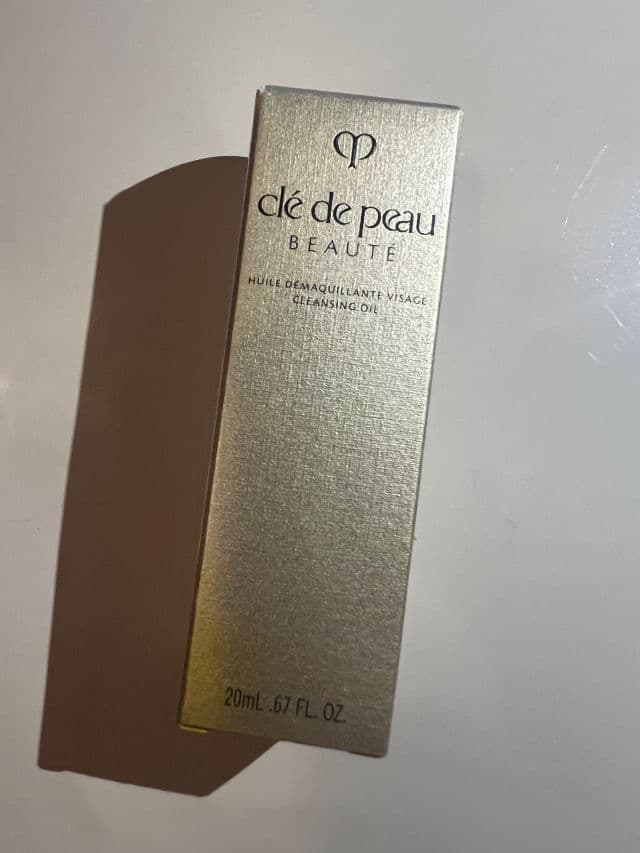 clé de peau
BEAUTÉ
HUILE DÉMAQUILLANTE VISAGE
CLEANSING OIL
20mL .67 FL. OZ.